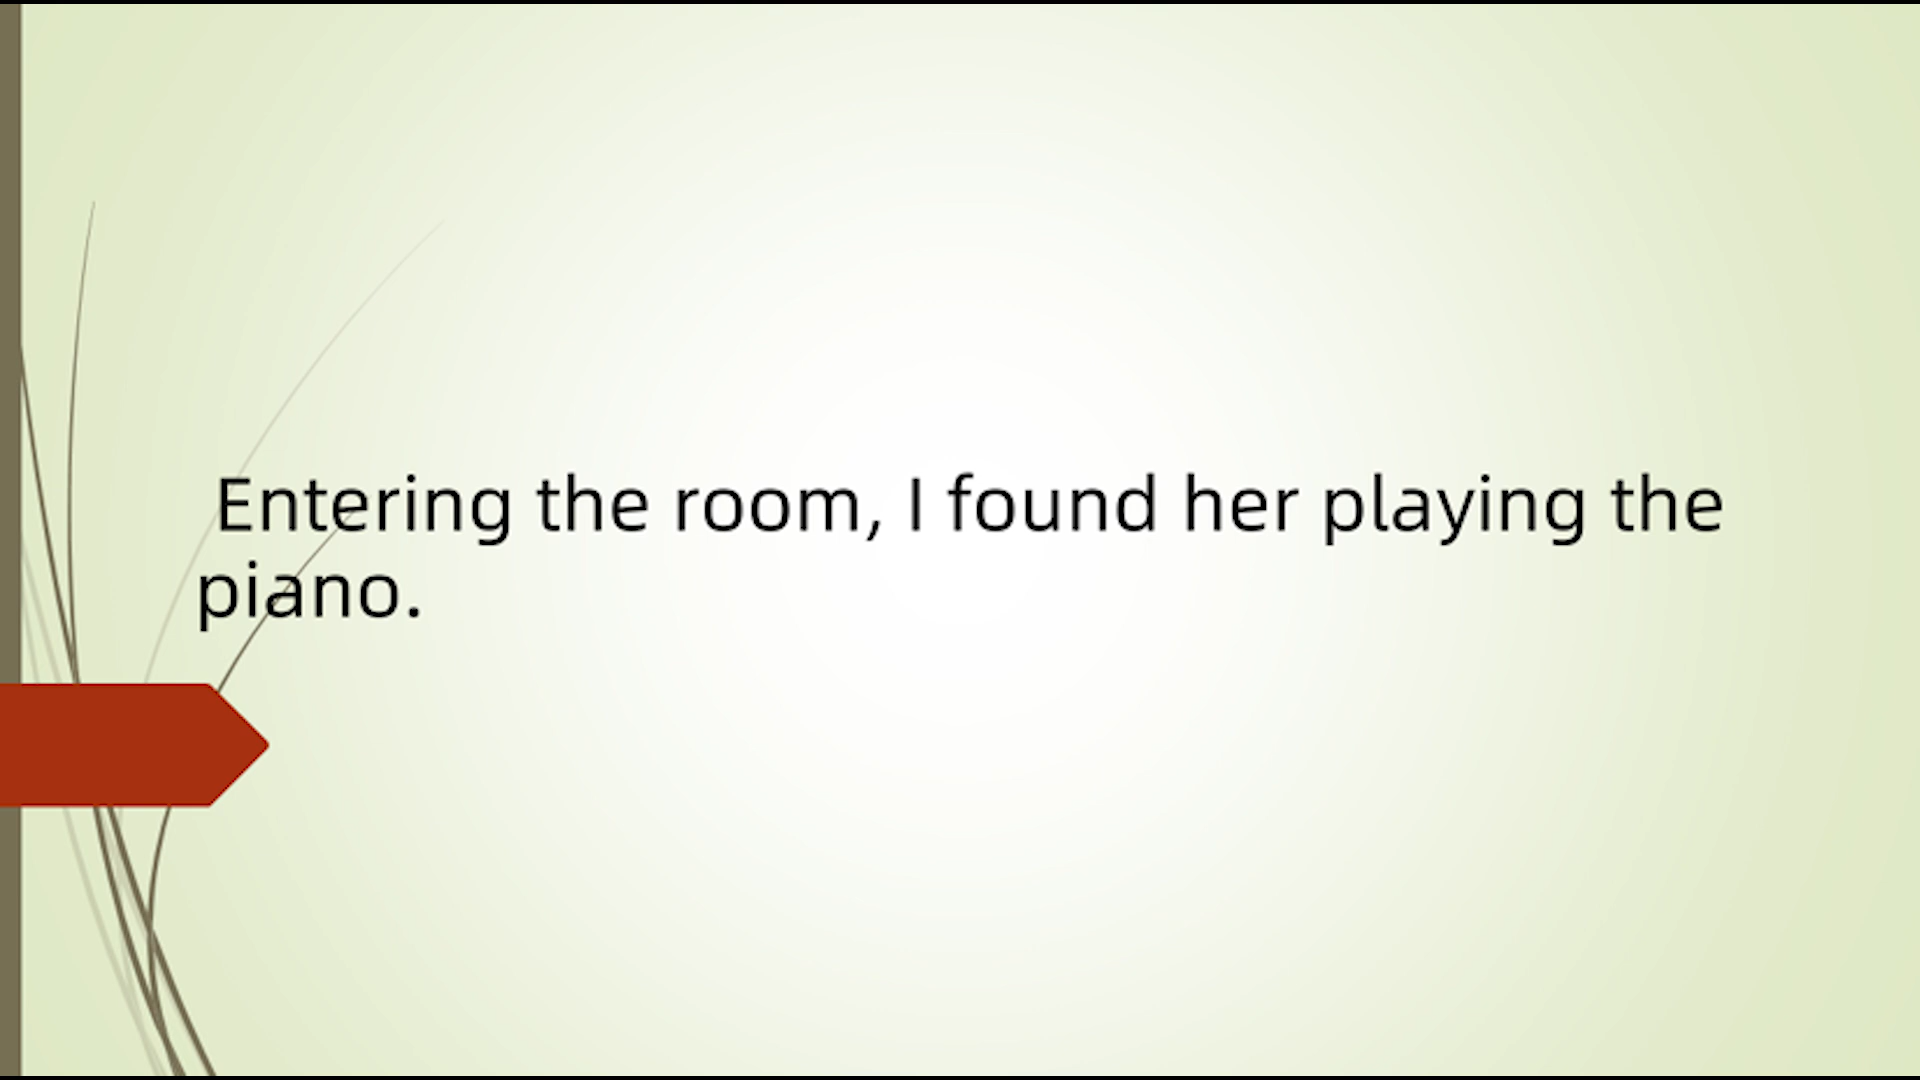 Entering the room, I found her playing the
piano.